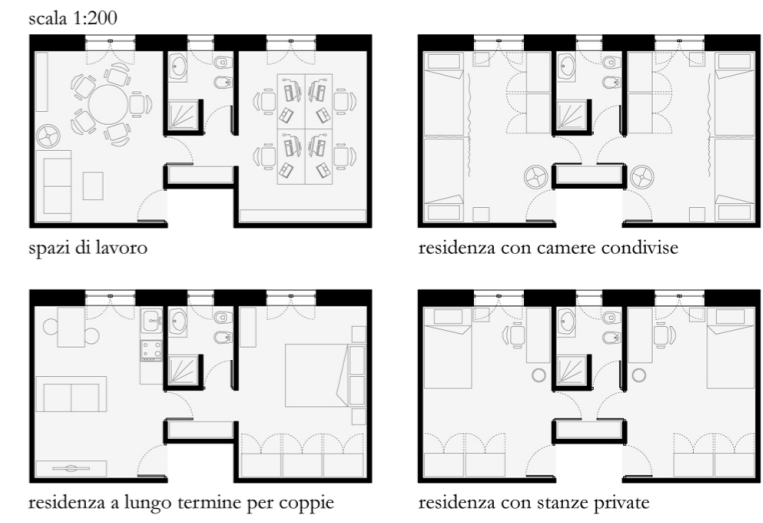 scala 1:200
spazi di lavoro
residenza con camere condivise
residenza a lungo termine per coppie
residenza con stanze private